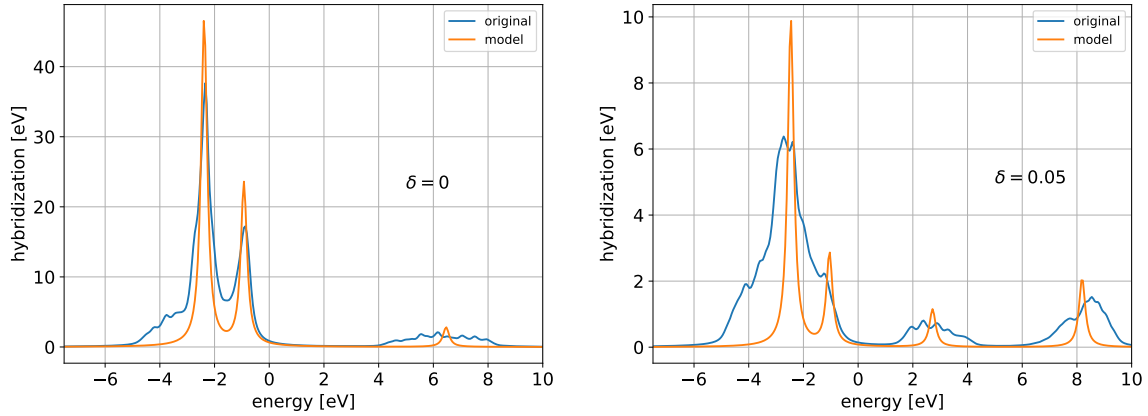 original
model
δ = 0
hybridization [eV]
40
30
20
10
0
−6 −4 −2 0 2 4 6 8 10
energy [eV]
original
model
δ = 0.05
hybridization [eV]
10
8
6
4
2
0
−6 −4 −2 0 2 4 6 8 10
energy [eV]